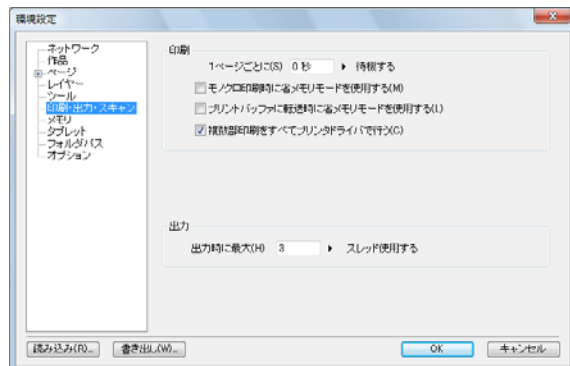 環境設定
ネットワーク
作品
ページ
レイヤー
ツール
印刷・出力・スキャン
メモリ
タブレット
フォルダパス
オプション
印刷
1ページごとに(S) 0 秒 待機する
モノクロ印刷時に省メモリモードを使用する(M)
プリントバッファに転送時に省メモリモードを使用する(L)
複数部印刷をすべてプリンタドライバで行う(C)
出力
出力時に最大(H) 3 スレッド使用する
読み込み(R)...
書き出し(W)...
OK
キャンセル